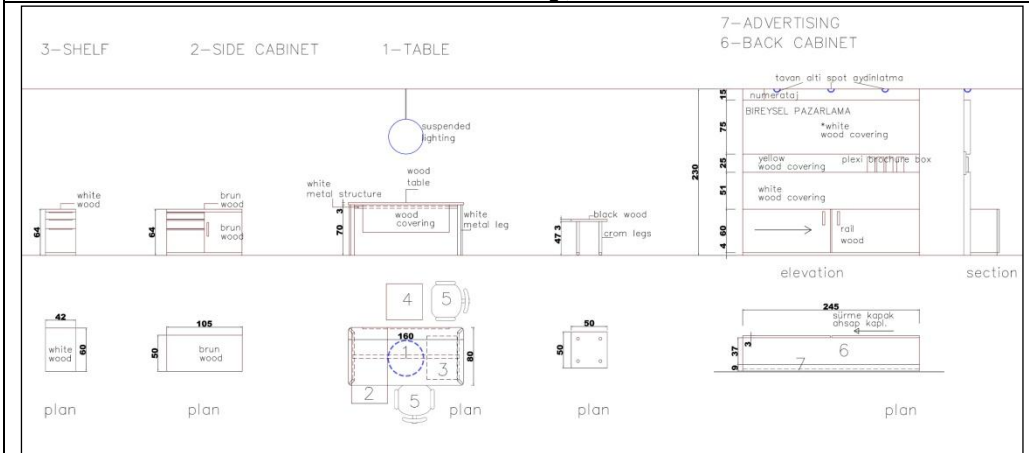 7-ADVERTISING
3-SHELF 2-SIDE CABINET 1-TABLE 6-BACK CABINET
tavan alti spot aydinlatma
15 numerataj
BIREYSEL PAZARLAMA
suspended
lighting
75 *white
wood covering
230
25 yellow
wood covering
plexi brochure box
51 white
wood covering
60 rail
wood
4
white
wood
64
brun
wood
64 brun
wood
white
metal structure
wood
table
3
70
wood
covering
white
metal leg
black wood
47 3 crom legs
elevation section
42
white
wood
60
plan
105
50 brun
wood
plan
4 5
160
1
80
3
2
5
plan
50
50
plan
245
sürme kapak
ahsap kapl.
3
37 6
9 7
plan